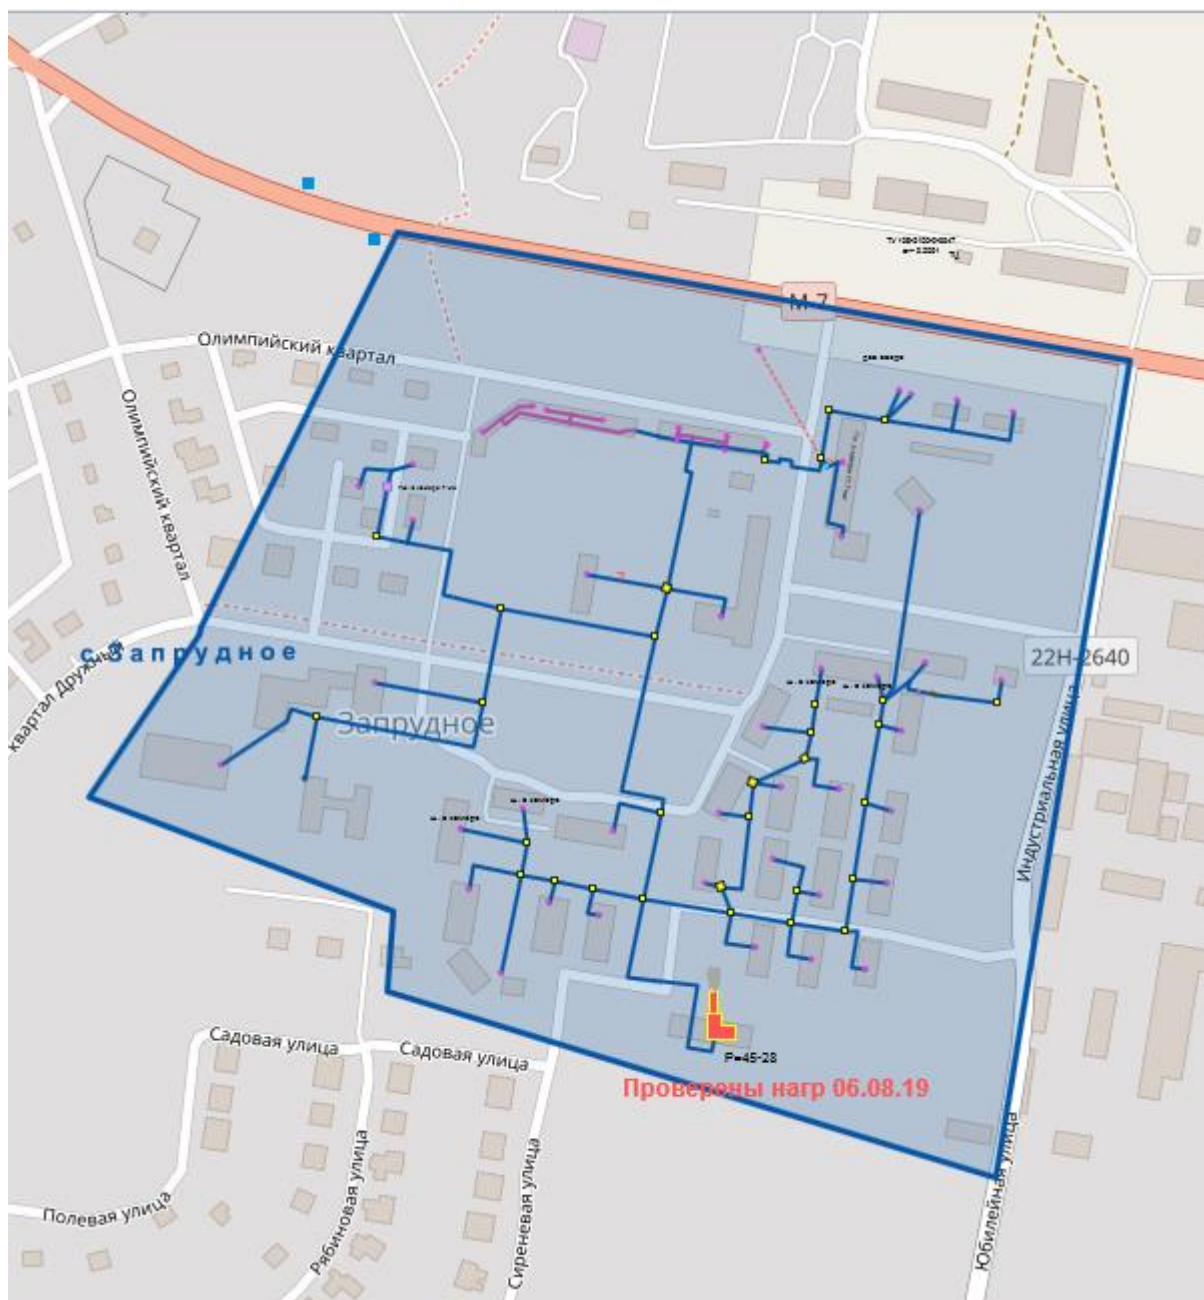 М-7
Олимпийский квартал
Олимпийский квартал
с Запрудное
квартал Дружный
22Н-2640
Запрудное
Индустриальная улица
Р=45-28
Проверены нагр 06.08.19
Садовая улица
Садовая улица
Полевая улица
Рябиновая улица
Сиреневая улица
Юбилейная улица